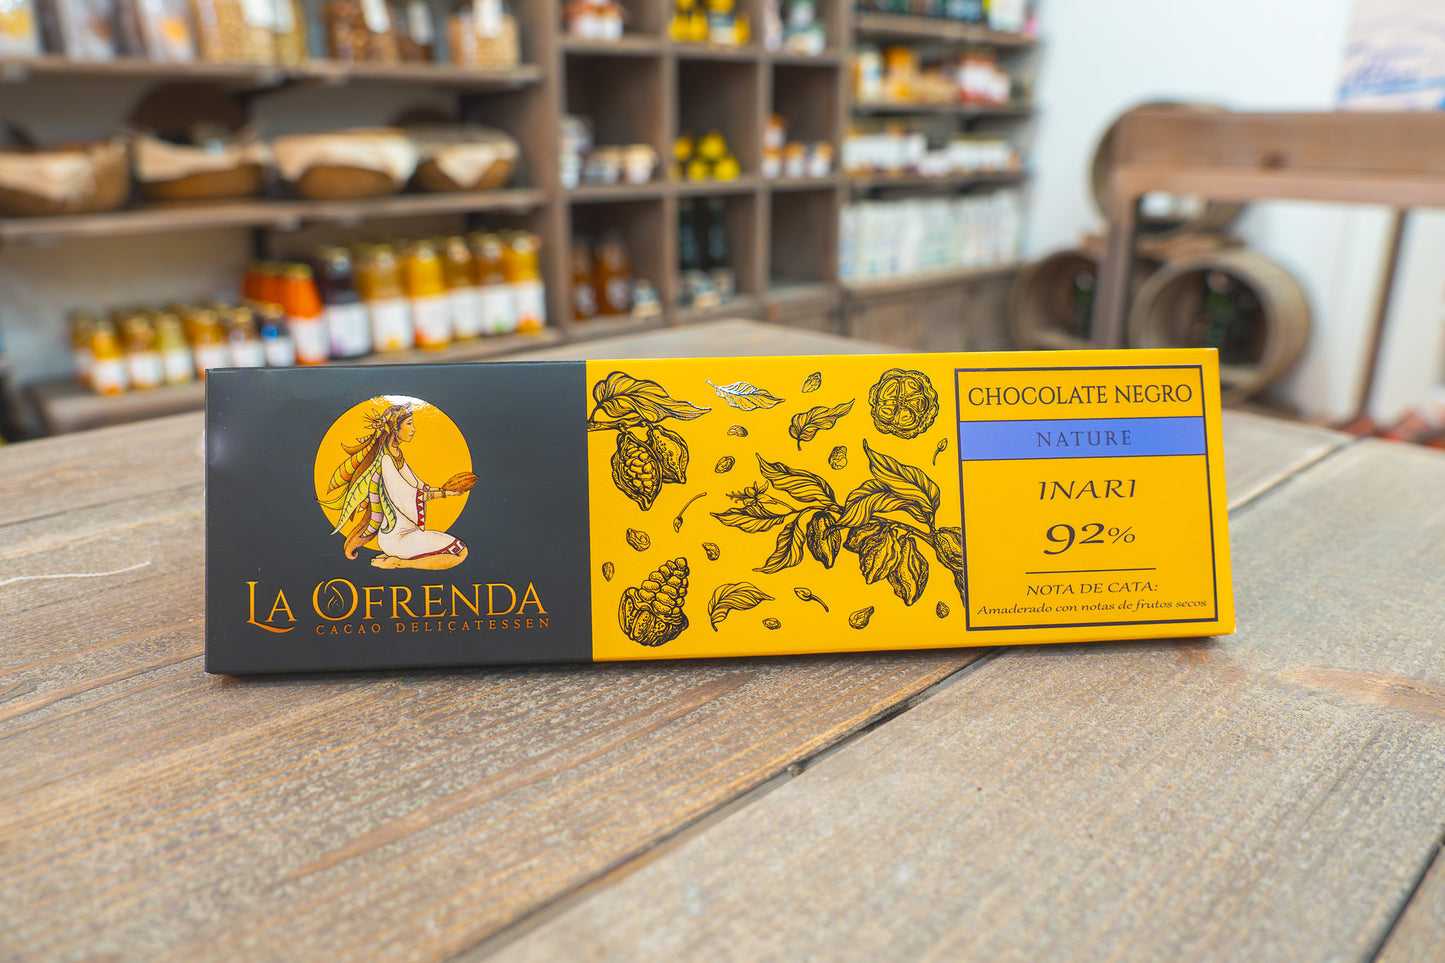 LA OFRENDA
CACAO DELIÇATESSEN
CHOCOLATE NEGRO
NATURE
INARI
92%
NOTA DE CATA:
Amaderado con notas de frutos secos